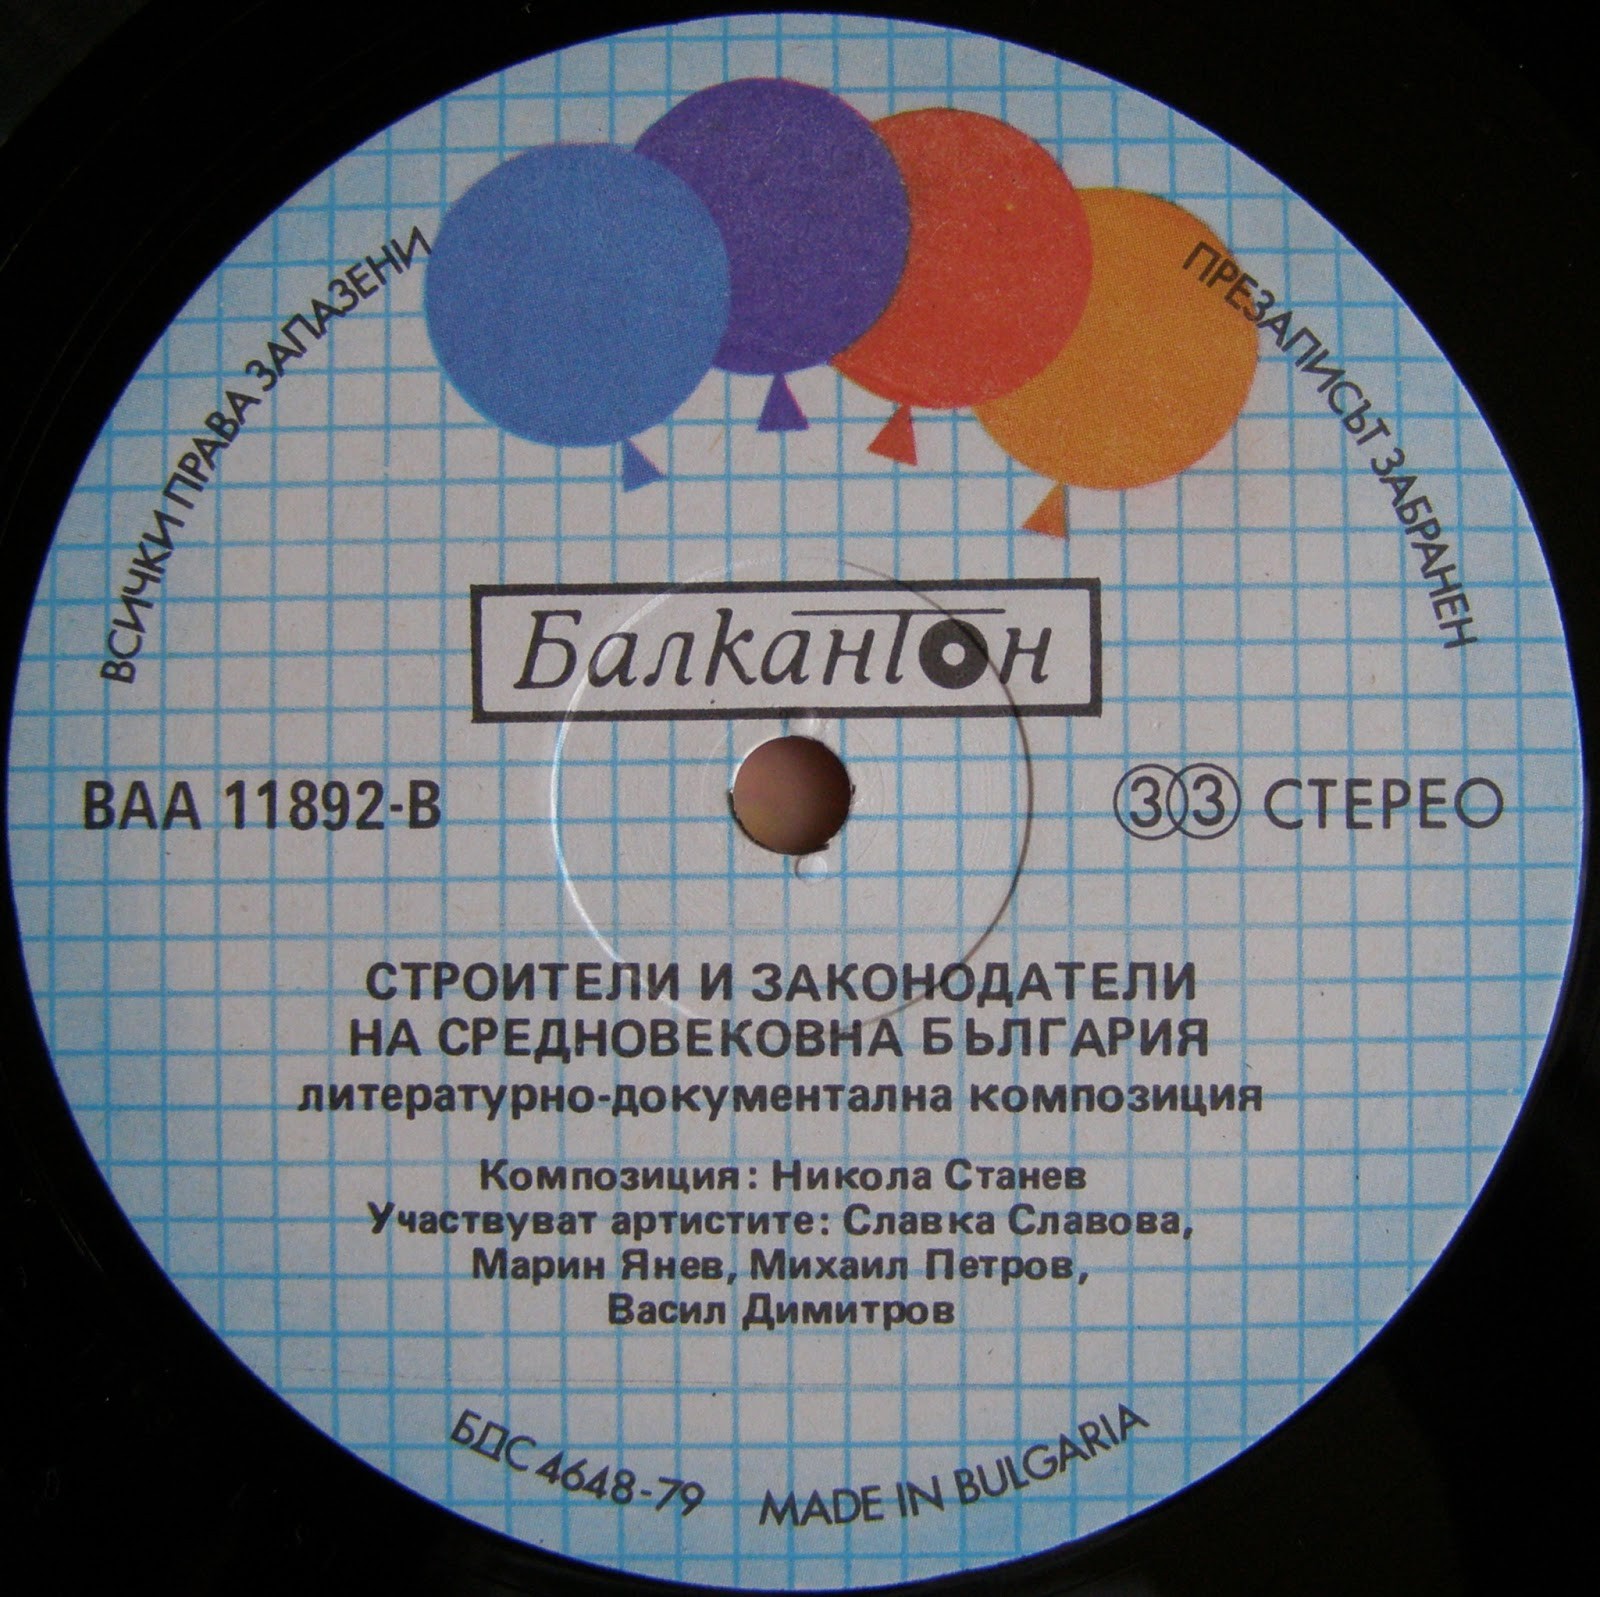 ВСИЧКИ ПРАВА ЗАПАЗЕНИ
ПРЕЗАПИСЪТ ЗАБРАНЕН
Балкантон
ВАА 11892-В
33 СТЕРЕО
СТРОИТЕЛИ И ЗАКОНОДАТЕЛИ
НА СРЕДНОВЕКОВНА БЪЛГАРИЯ
литературно-документална композиция
Композиция: Никола Станев
Участвуват артистите: Славка Славова,
Марин Янев, Михаил Петров,
Васил Димитров
БДС 4648-79
MADE IN BULGARIA